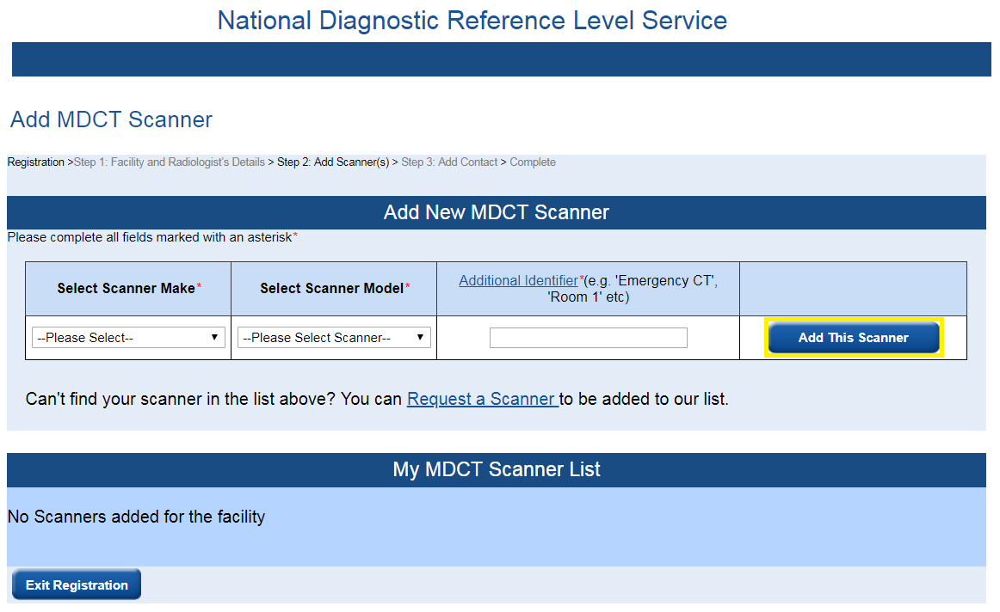 National Diagnostic Reference Level Service
Add MDCT Scanner
Registration >Step 1: Facility and Radiologist's Details > Step 2: Add Scanner(s) > Step 3: Add Contact > Complete
Add New MDCT Scanner
Please complete all fields marked with an asterisk*
Select Scanner Make*
Select Scanner Model*
Additional Identifier*(e.g. 'Emergency CT',
'Room 1' etc)
--Please Select--
--Please Select Scanner--
Add This Scanner
Can't find your scanner in the list above? You can Request a Scanner to be added to our list.
My MDCT Scanner List
No Scanners added for the facility
Exit Registration